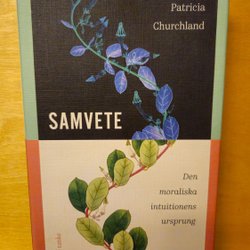 Patricia
Churchland
SAMVETE
Den
moraliska
intuitionens
ursprung